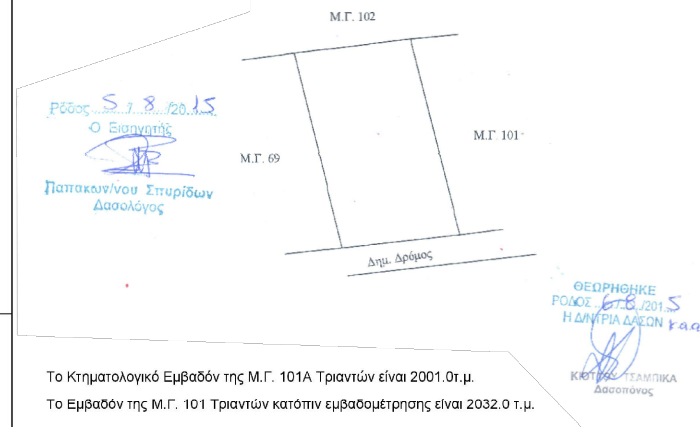 Μ.Γ. 102
Ρόδος 5 / 8 /2015
Ο Εισηγητής
Παπακων/νου Σπυρίδων
Δασολόγος
Μ.Γ. 69
Μ.Γ. 101
Δημ. Δρόμος
ΘΕΩΡΗΘΗΚΕ
ΡΟΔΟΣ 6/8/2015
Η Δ/ΝΤΡΙΑ ΔΑΣΩΝ κ.α.α
ΤΣΑΜΠΙΚΑ
Δασοπόνος
Το Κτηματολογικό Εμβαδόν της Μ.Γ. 101Α Τριαντών είναι 2001.0τ.μ.
Το Εμβαδόν της Μ.Γ. 101 Τριαντών κατόπιν εμβαδομέτρησης είναι 2032.0 τ.μ.